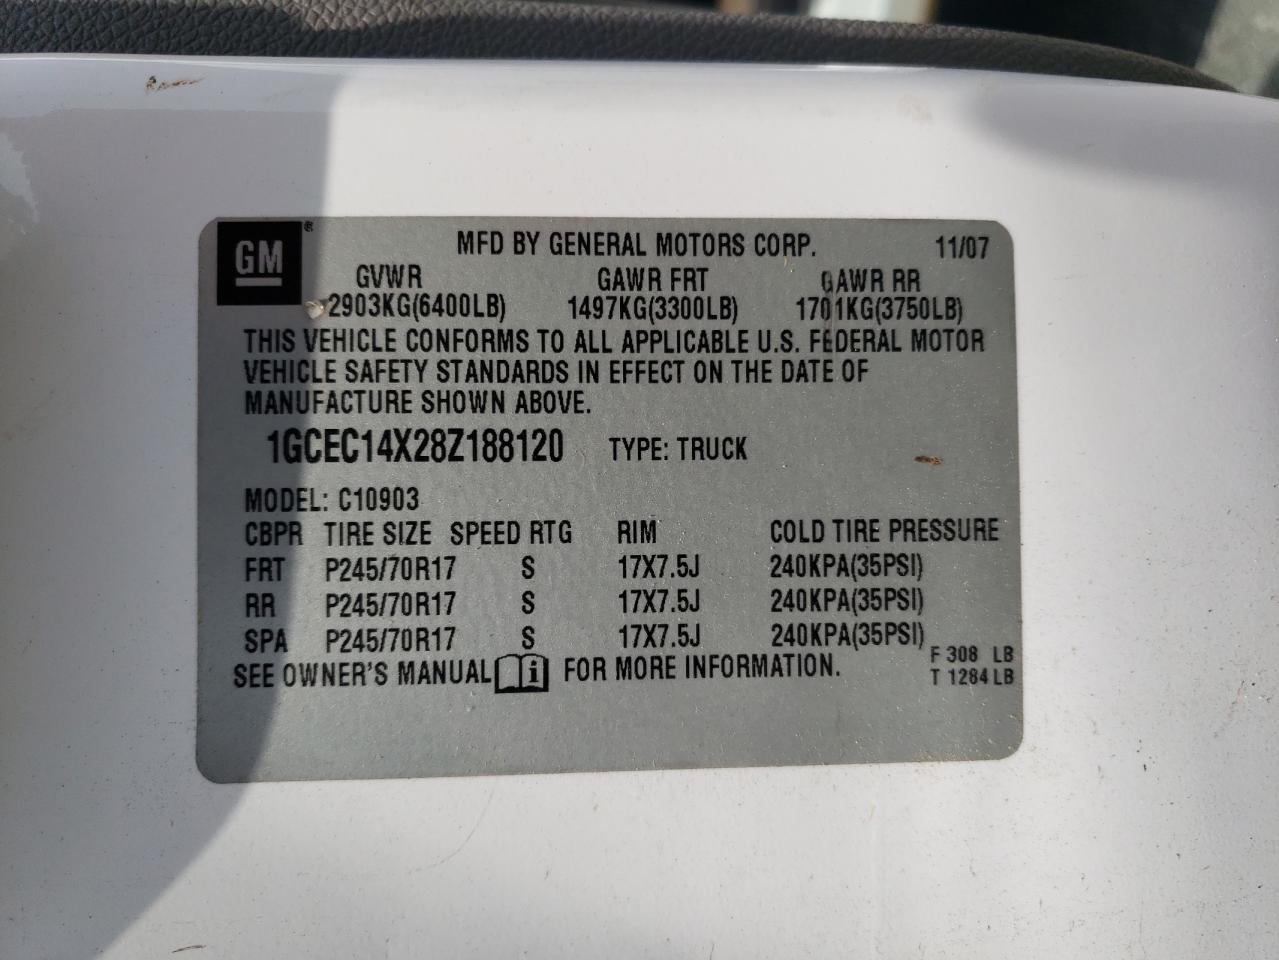 GM® MFD BY GENERAL MOTORS CORP. 11/07
GVWR GAWR FRT GAWR RR
2903KG(6400LB) 1497KG(3300LB) 1701KG(3750LB)
THIS VEHICLE CONFORMS TO ALL APPLICABLE U.S. FEDERAL MOTOR
VEHICLE SAFETY STANDARDS IN EFFECT ON THE DATE OF
MANUFACTURE SHOWN ABOVE.
1GCEC14X28Z188120 TYPE: TRUCK
MODEL: C10903
CBPR TIRE SIZE SPEED RTG RIM COLD TIRE PRESSURE
FRT P245/70R17 S 17X7.5J 240KPA(35PSI)
RR P245/70R17 S 17X7.5J 240KPA(35PSI)
SPA P245/70R17 S 17X7.5J 240KPA(35PSI)
SEE OWNER'S MANUAL i FOR MORE INFORMATION.
F 308 LB
T 1284 LB